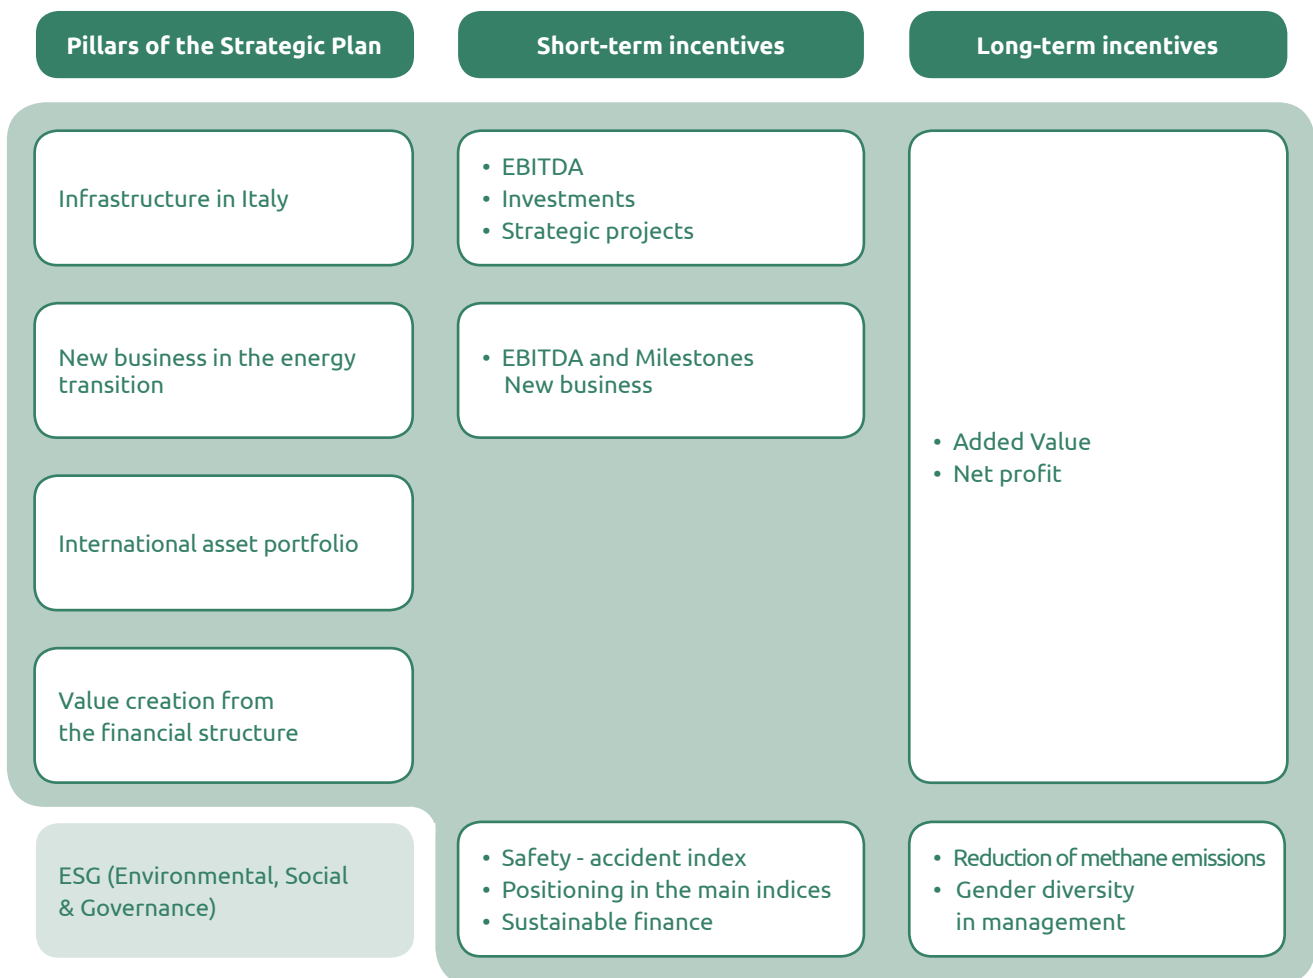 Pillars of the Strategic Plan
Short-term incentives
Long-term incentives
Infrastructure in Italy
• EBITDA
• Investments
• Strategic projects
New business in the energy
transition
• EBITDA and Milestones
New business
• Added Value
• Net profit
International asset portfolio
Value creation from
the financial structure
ESG (Environmental, Social
& Governance)
• Safety - accident index
• Positioning in the main indices
• Sustainable finance
• Reduction of methane emissions
• Gender diversity
in management